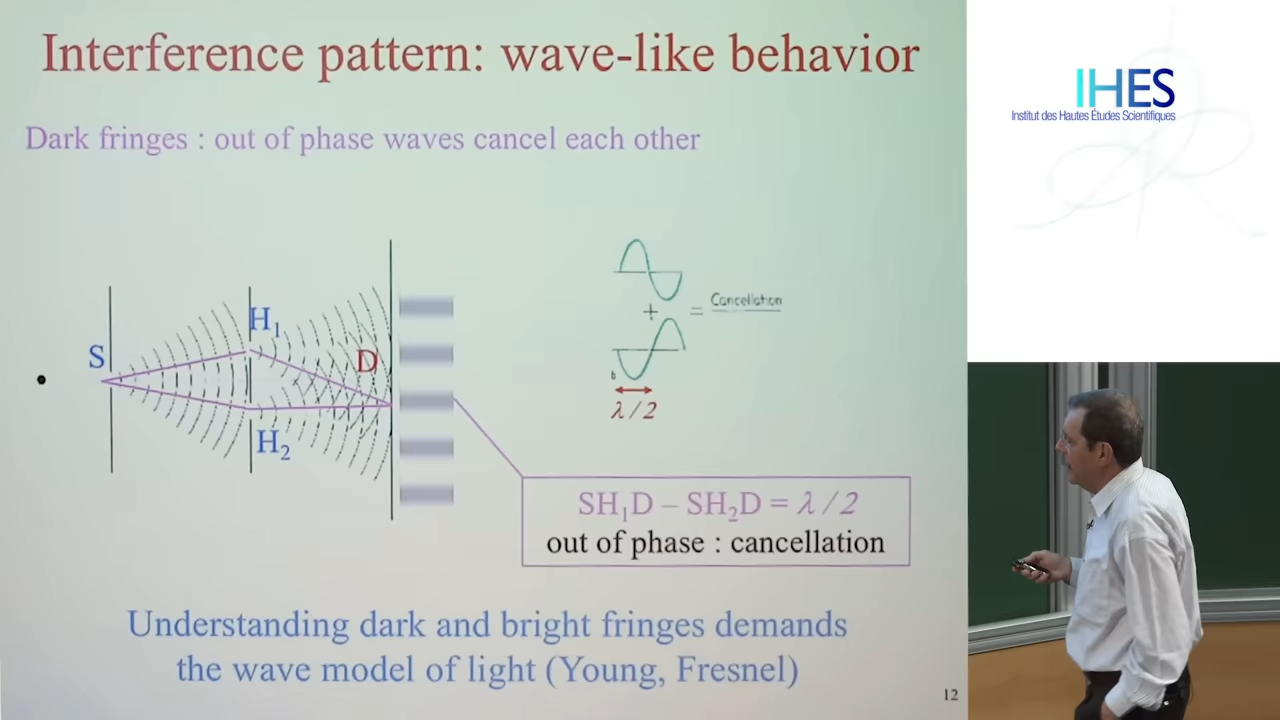 Interference pattern: wave-like behavior
IHES
Institut des Hautes Études Scientifiques
Dark fringes : out of phase waves cancel each other
H₁
S
D
H₂
+
= Cancellation
b
λ/2
SH₁D – SH₂D = λ/2
out of phase : cancellation
Understanding dark and bright fringes demands
the wave model of light (Young, Fresnel)
12